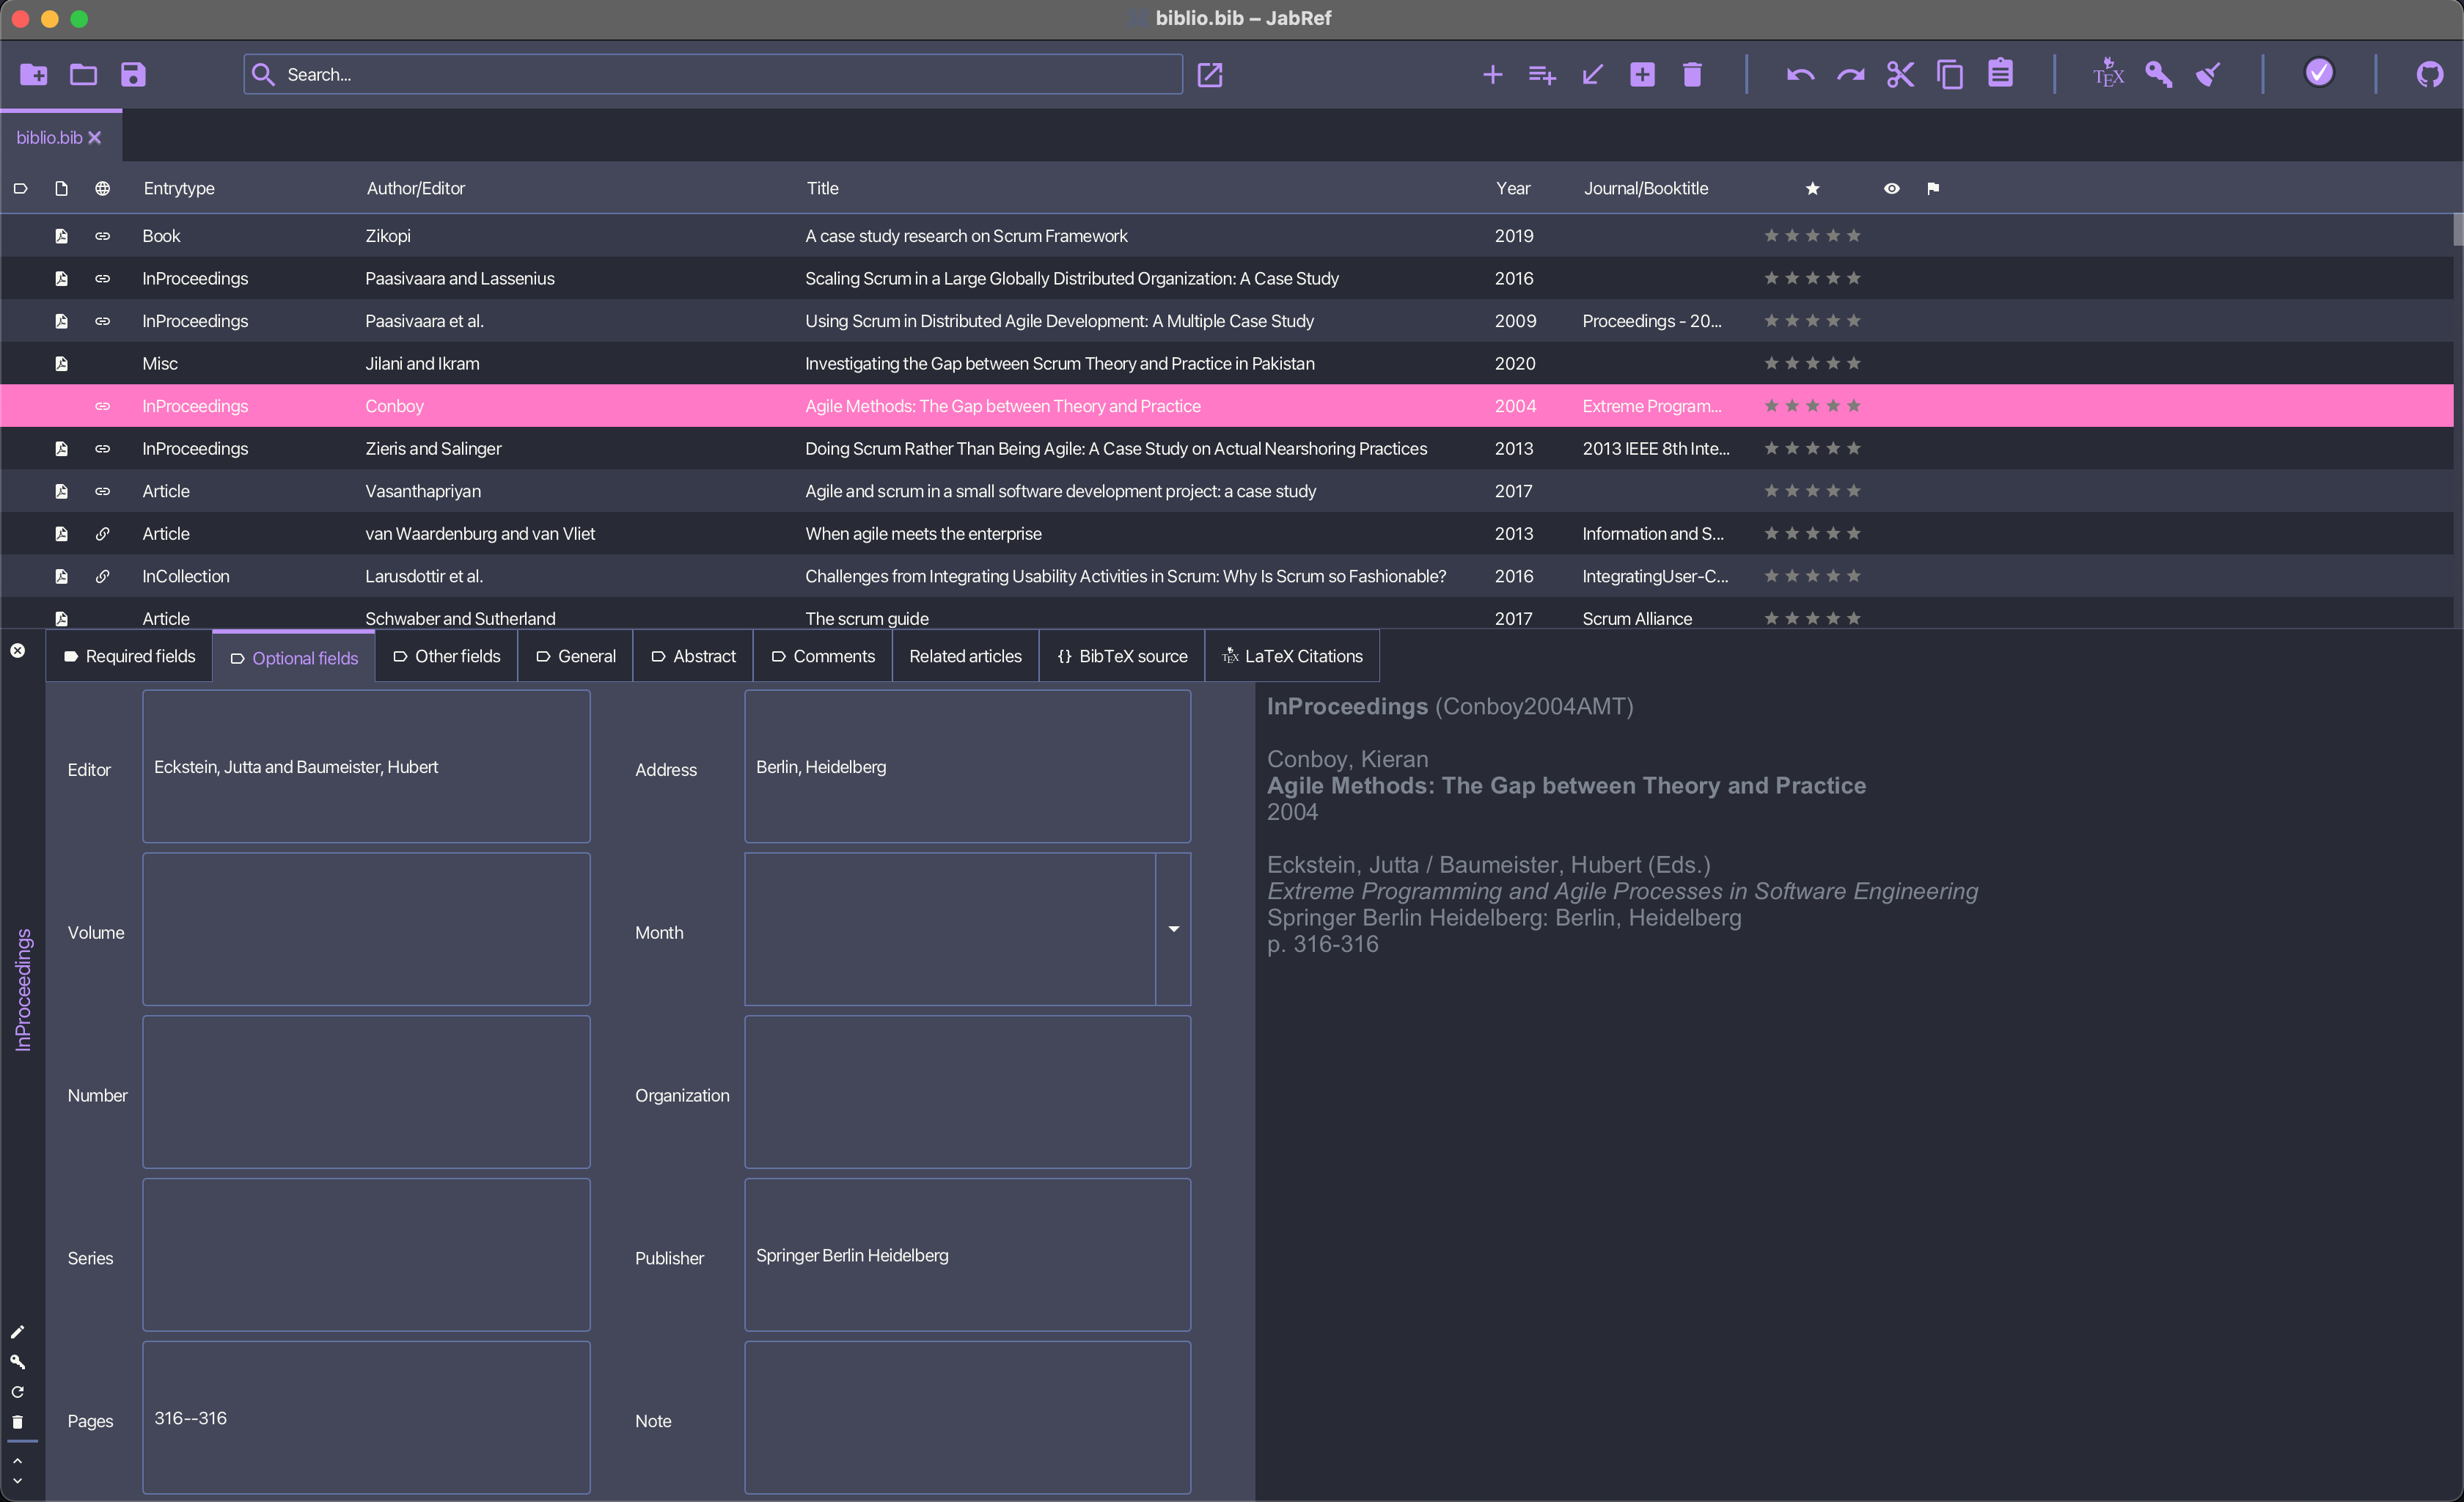 biblio.bib – JabRef
Search...
biblio.bib
Entrytype Author/Editor Title Year Journal/Booktitle
Book Zikopi A case study research on Scrum Framework 2019
InProceedings Paasivaara and Lassenius Scaling Scrum in a Large Globally Distributed Organization: A Case Study 2016
InProceedings Paasivaara et al. Using Scrum in Distributed Agile Development: A Multiple Case Study 2009 Proceedings - 20...
Misc Jilani and Ikram Investigating the Gap between Scrum Theory and Practice in Pakistan 2020
InProceedings Conboy Agile Methods: The Gap between Theory and Practice 2004 Extreme Program...
InProceedings Zieris and Salinger Doing Scrum Rather Than Being Agile: A Case Study on Actual Nearshoring Practices 2013 2013 IEEE 8th Inte...
Article Vasanthapriyan Agile and scrum in a small software development project: a case study 2017
Article van Waardenburg and van Vliet When agile meets the enterprise 2013 Information and S...
InCollection Larusdottir et al. Challenges from Integrating Usability Activities in Scrum: Why Is Scrum so Fashionable? 2016 IntegratingUser-C...
Article Schwaber and Sutherland The scrum guide 2017 Scrum Alliance
Required fields Optional fields Other fields General Abstract Comments Related articles {} BibTeX source TEX LaTeX Citations
InProceedings
Editor Eckstein, Jutta and Baumeister, Hubert Address Berlin, Heidelberg
Volume Month
Number Organization
Series Publisher Springer Berlin Heidelberg
Pages 316--316 Note
InProceedings (Conboy2004AMT)
Conboy, Kieran
Agile Methods: The Gap between Theory and Practice
2004
Eckstein, Jutta / Baumeister, Hubert (Eds.)
Extreme Programming and Agile Processes in Software Engineering
Springer Berlin Heidelberg: Berlin, Heidelberg
p. 316-316